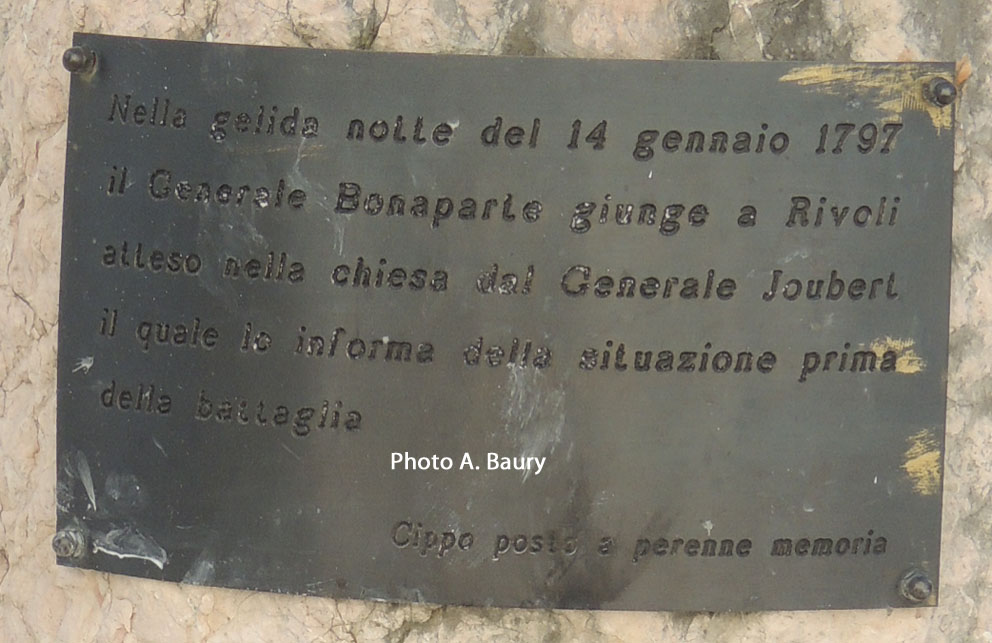 Nella gelida notte del 14 gennaio 1797
il Generale Bonaparte giunge a Rivoli
atteso nella chiesa dal Generale Joubert
il quale lo informa della situazione prima
della battaglia
Photo A. Baury
Cippo posto a perenne memoria